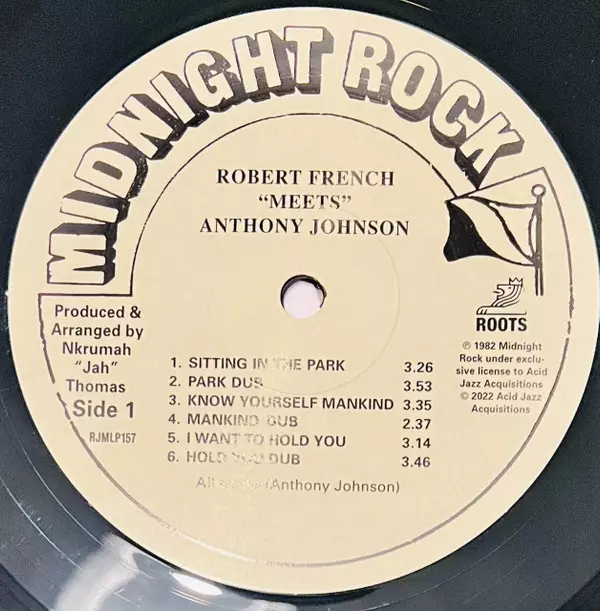 MIDNIGHT ROCK
ROBERT FRENCH
“MEETS”
ANTHONY JOHNSON
Produced &
Arranged by
Nkrumah
“Jah”
Thomas
Side 1
RJMLP157
ROOTS
℗ 1982 Midnight
Rock under exclu-
sive license to Acid
Jazz Acquisitions
© 2022 Acid Jazz
Acquisitions
1. SITTING IN THE PARK 3.26
2. PARK DUB 3.53
3. KNOW YOURSELF MANKIND 3.35
4. MANKIND DUB 2.37
5. I WANT TO HOLD YOU 3.14
6. HOLD YOU DUB 3.46
All (Anthony Johnson)